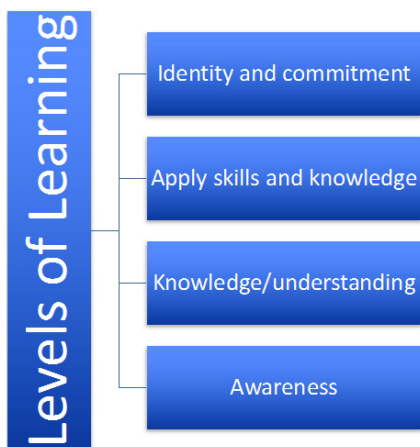 Levels of Learning
Identity and commitment
Apply skills and knowledge
Knowledge/understanding
Awareness